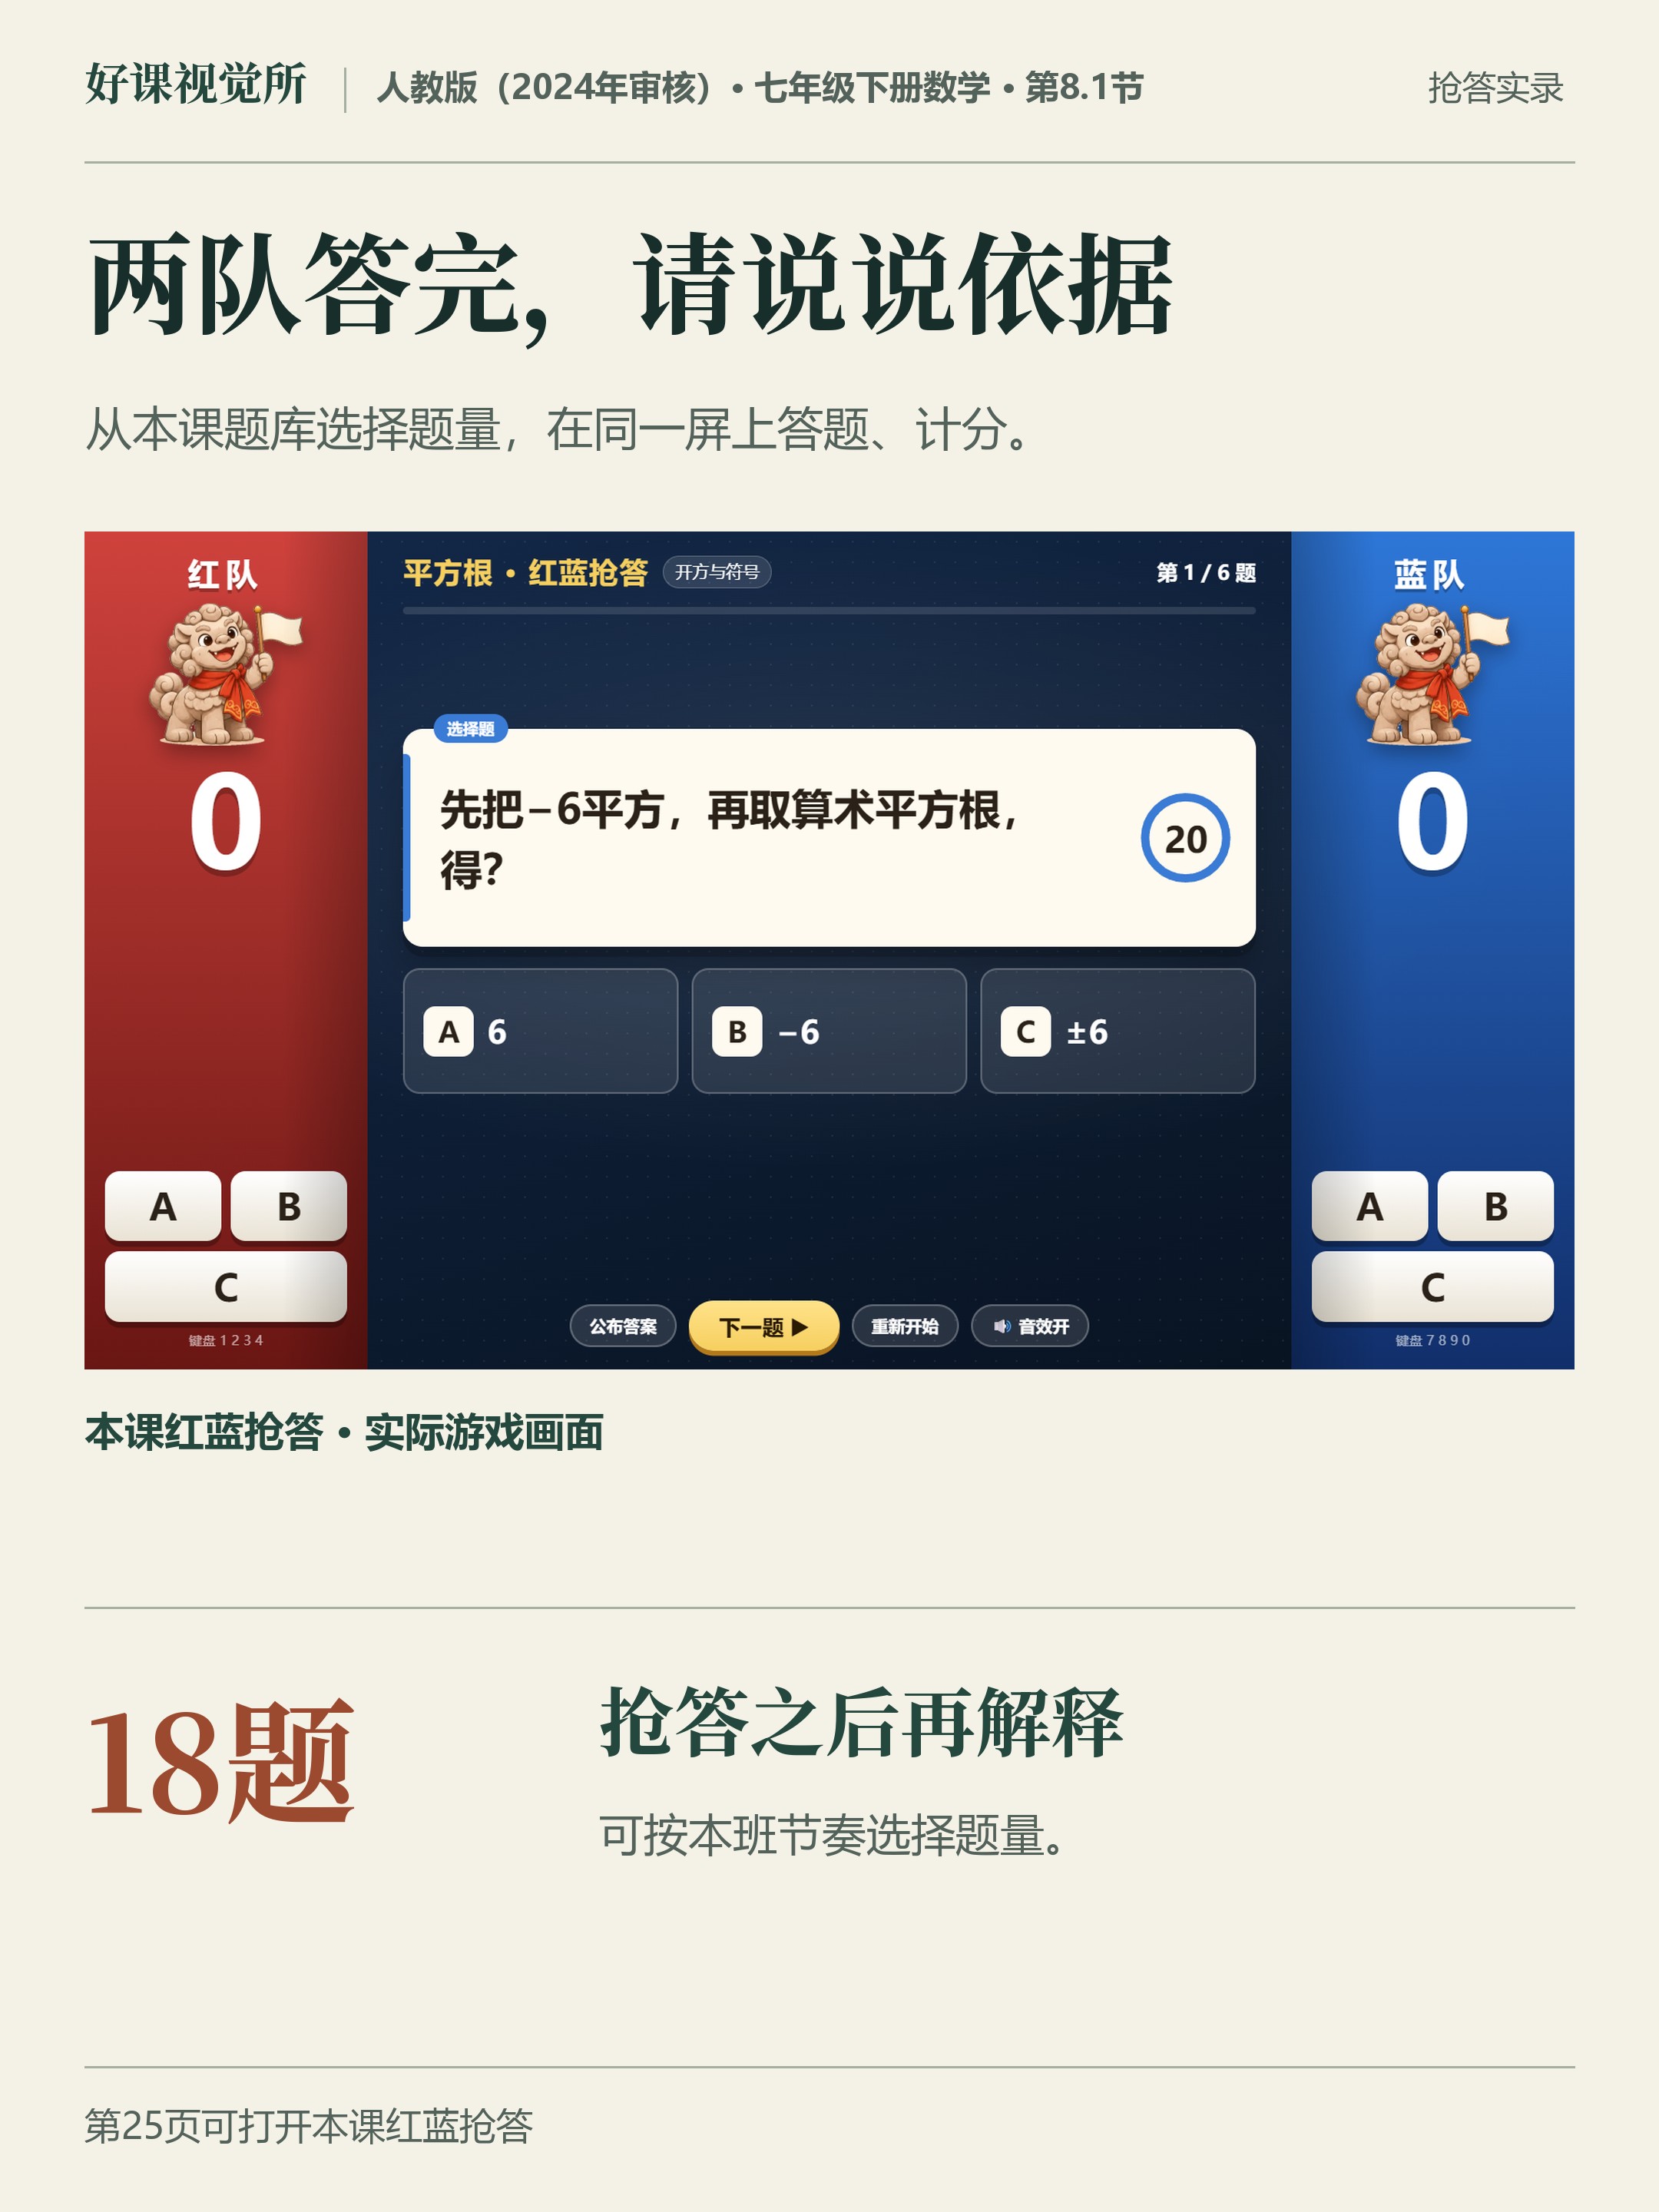 好课视觉所
人教版（2024年审核）• 七年级下册数学 • 第8.1节
抢答实录
两队答完，请说说依据
从本课题库选择题量，在同一屏上答题、计分。
红队
0
A B
C
键盘 1 2 3 4
平方根 • 红蓝抢答 开方与符号
第 1 / 6 题
选择题
先把−6平方，再取算术平方根，
得？
20
A 6
B −6
C ±6
公布答案 下一题 ▶ 重新开始 🔊 音效开
蓝队
0
A B
C
键盘 7 8 9 0
本课红蓝抢答 • 实际游戏画面
18题
抢答之后再解释
可按本班节奏选择题量。
第25页可打开本课红蓝抢答